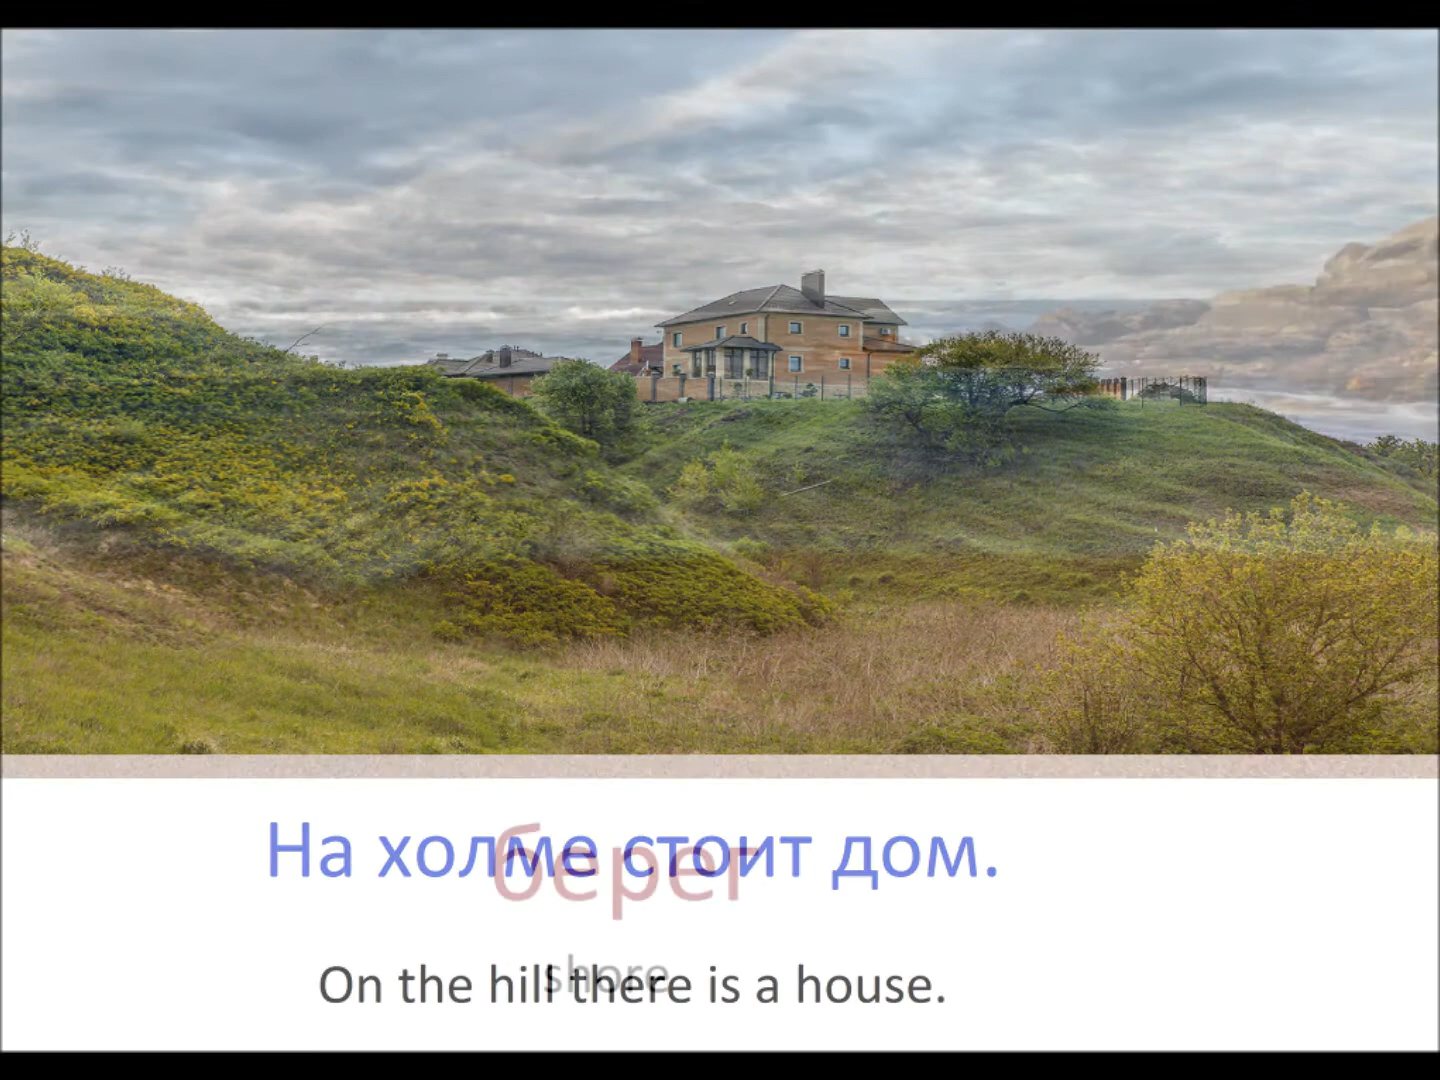 На холме стоит дом.
берег
On the hill there is a house.
shore